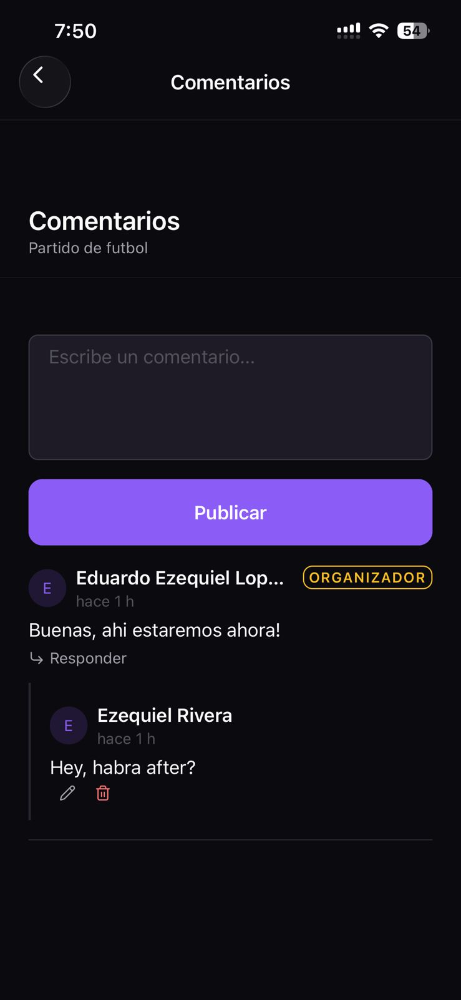 7:50
54
Comentarios
Comentarios
Partido de futbol
Escribe un comentario...
Publicar
E
Eduardo Ezequiel Lop...
ORGANIZADOR
hace 1 h
Buenas, ahi estaremos ahora!
Responder
E
Ezequiel Rivera
hace 1 h
Hey, habra after?